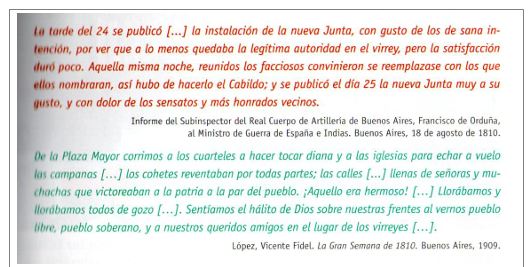 La tarde del 24 se publicó [...] la instalación de la nueva Junta, con gusto de los de sana in-
tención, por ver que a lo menos quedaba la legítima autoridad en el virrey, pero la satisfacción
duró poco. Aquella misma noche, reunidos los facciosos convinieron se reemplazase con los que
ellos nombraran, así hubo de hacerlo el Cabildo; y se publicó el día 25 la nueva Junta muy a su
gusto, y con dolor de los sensatos y más honrados vecinos.
Informe del Subinspector del Real Cuerpo de Artillería de Buenos Aires, Francisco de Orduña,
al Ministro de Guerra de España e Indias. Buenos Aires, 18 de agosto de 1810.
De la Plaza Mayor corrimos a los cuarteles a hacer tocar diana y a las iglesias para echar a vuelo
las campanas [...] los cohetes reventaban por todas partes; las calles [...] llenas de señoras y mu-
chachas que victoreaban a la patria a la par del pueblo. ¡Aquello era hermoso! [...] Llorábamos y
llorábamos todos de gozo [...]. Sentíamos el hálito de Dios sobre nuestras frentes al vernos pueblo
libre, pueblo soberano, y a nuestros queridos amigos en el lugar de los virreyes [...].
López, Vicente Fidel. La Gran Semana de 1810. Buenos Aires, 1909.